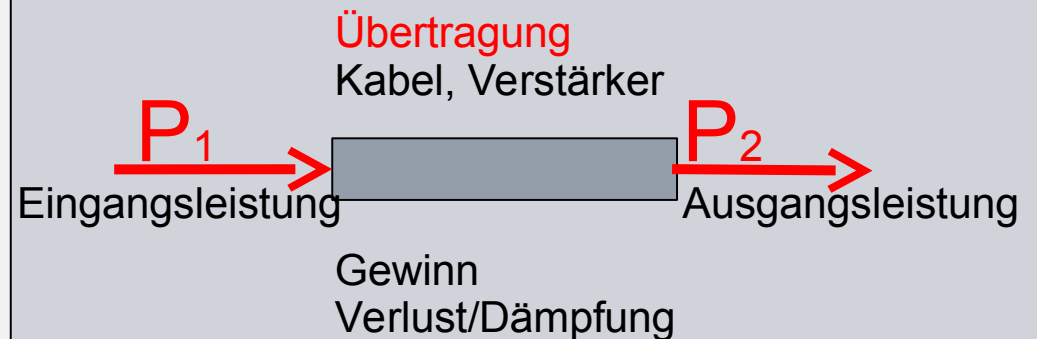 Übertragung
Kabel, Verstärker
P1
P2
Eingangsleistung
Ausgangsleistung
Gewinn
Verlust/Dämpfung